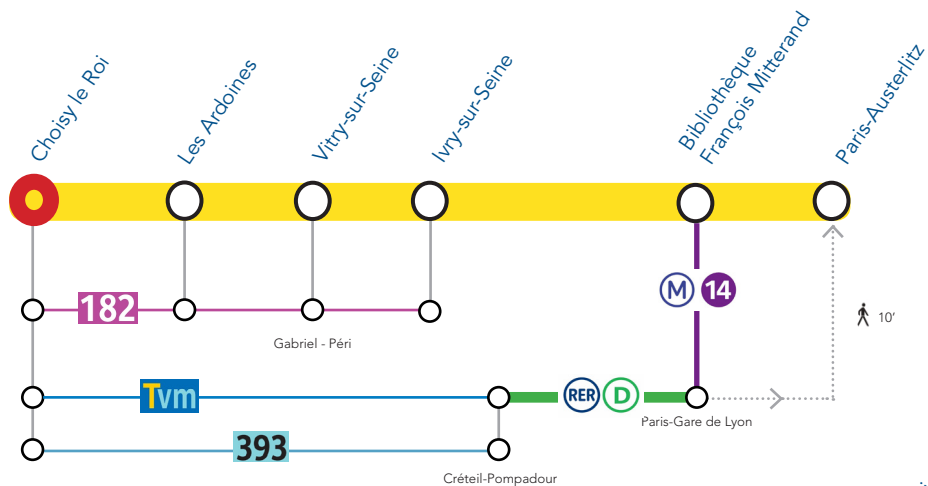 Choisy le Roi
Les Ardoines
Vitry-sur-Seine
Ivry-sur-Seine
Bibliothèque
François Mitterand
Paris-Austerlitz
M 14
182
10'
Gabriel - Péri
Tvm
RER D
Paris-Gare de Lyon
393
Créteil-Pompadour